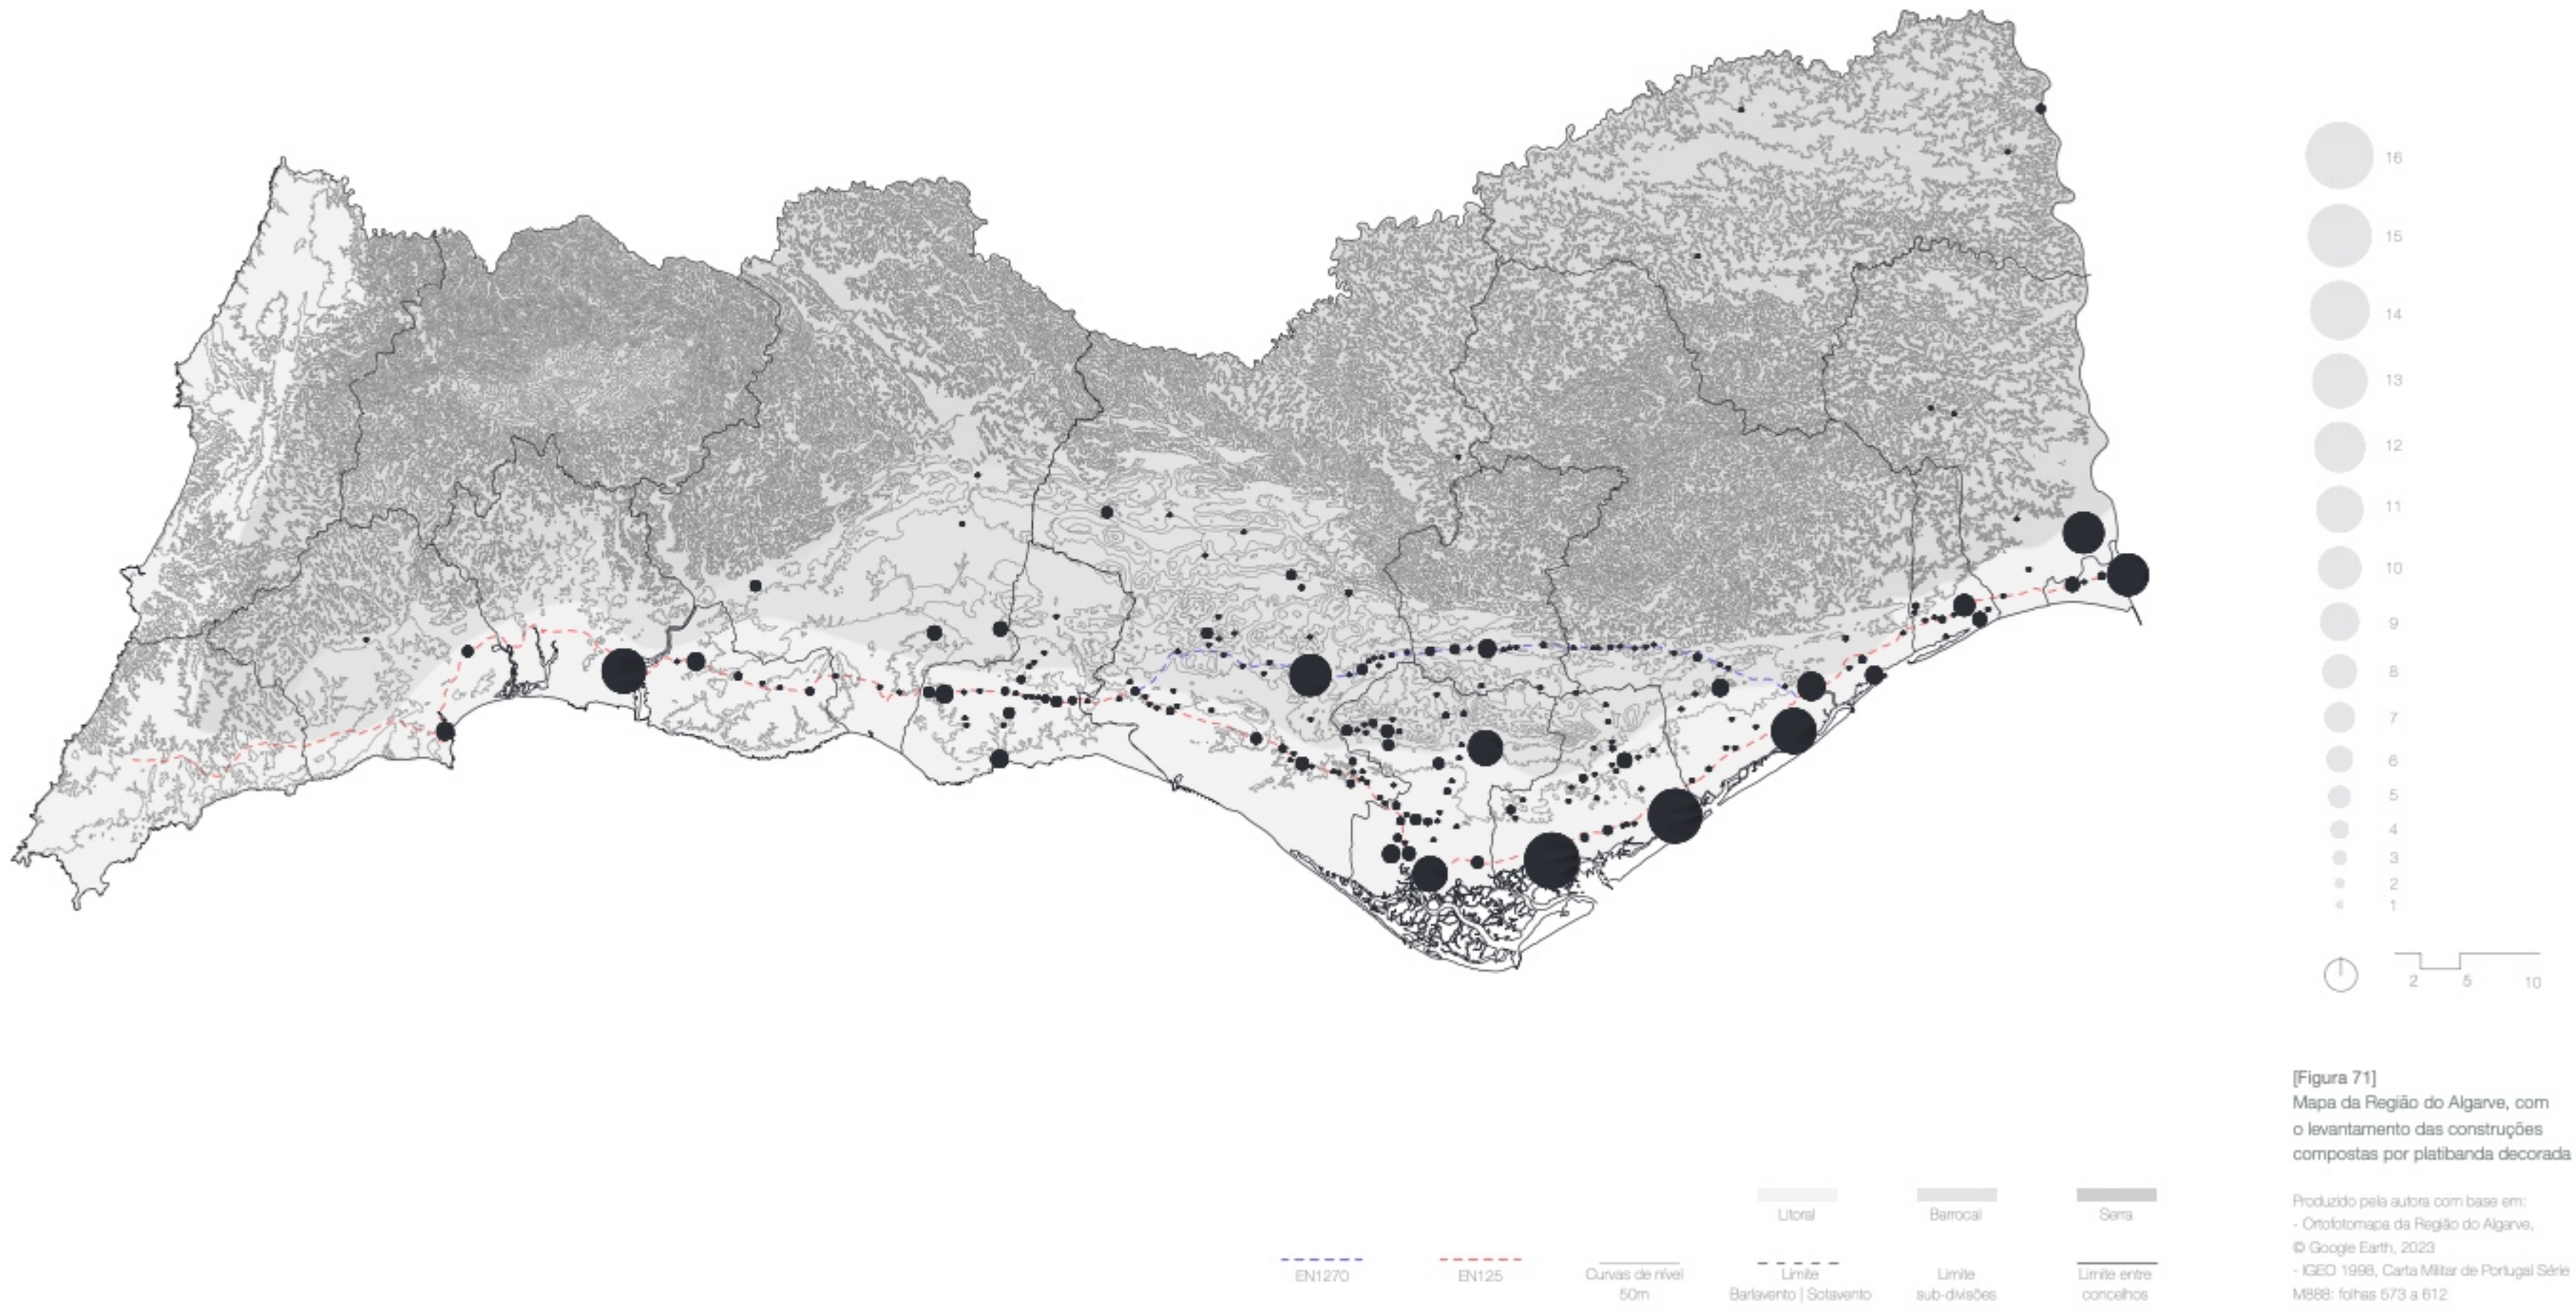 16
15
14
13
12
11
10
9
8
7
6
5
4
3
2
1
2 5 10
[Figura 71]
Mapa da Região do Algarve, com
o levantamento das construções
compostas por platibanda decorada
Produzido pela autora com base em:
- Ortofotomapa da Região do Algarve,
© Google Earth, 2023
- IGEO 1998, Carta Militar de Portugal Série
M888: folhas 573 a 612
Litoral Barrocal Serra
EN1270 EN125 Curvas de nível
50m
Limite
Barlavento | Sotavento
Limite
sub-divisões
Limite entre
concelhos